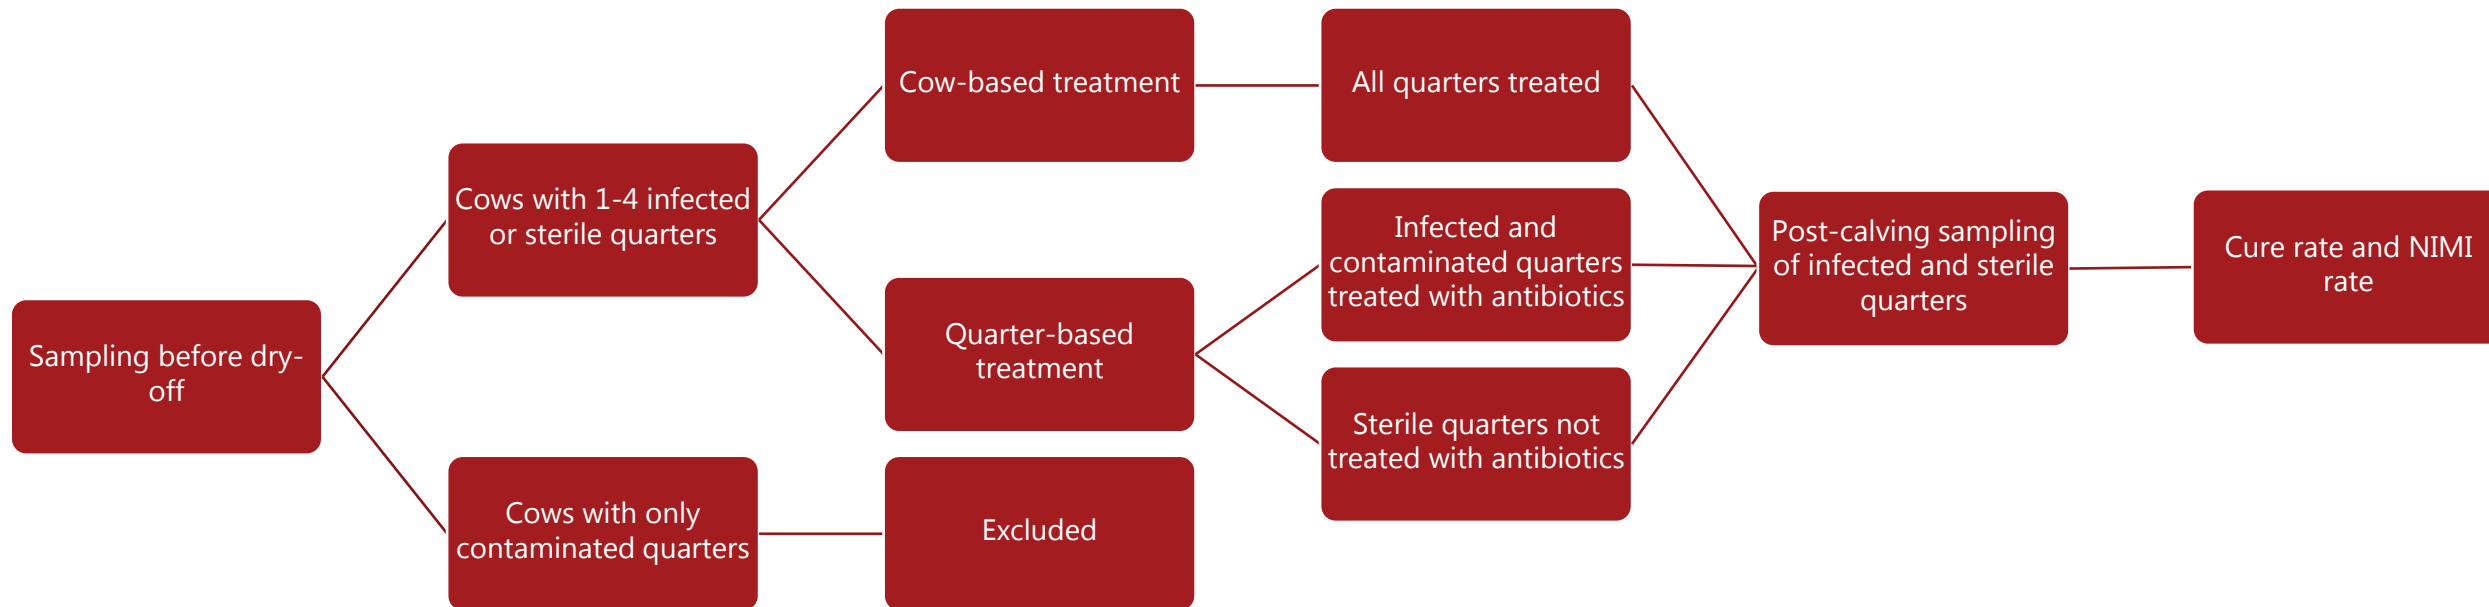 Sampling before dry-
off
Cows with 1-4 infected
or sterile quarters
Cows with only
contaminated quarters
Cow-based treatment
Quarter-based
treatment
Excluded
All quarters treated
Infected and
contaminated quarters
treated with antibiotics
Sterile quarters not
treated with antibiotics
Post-calving sampling
of infected and sterile
quarters
Cure rate and NIMI
rate